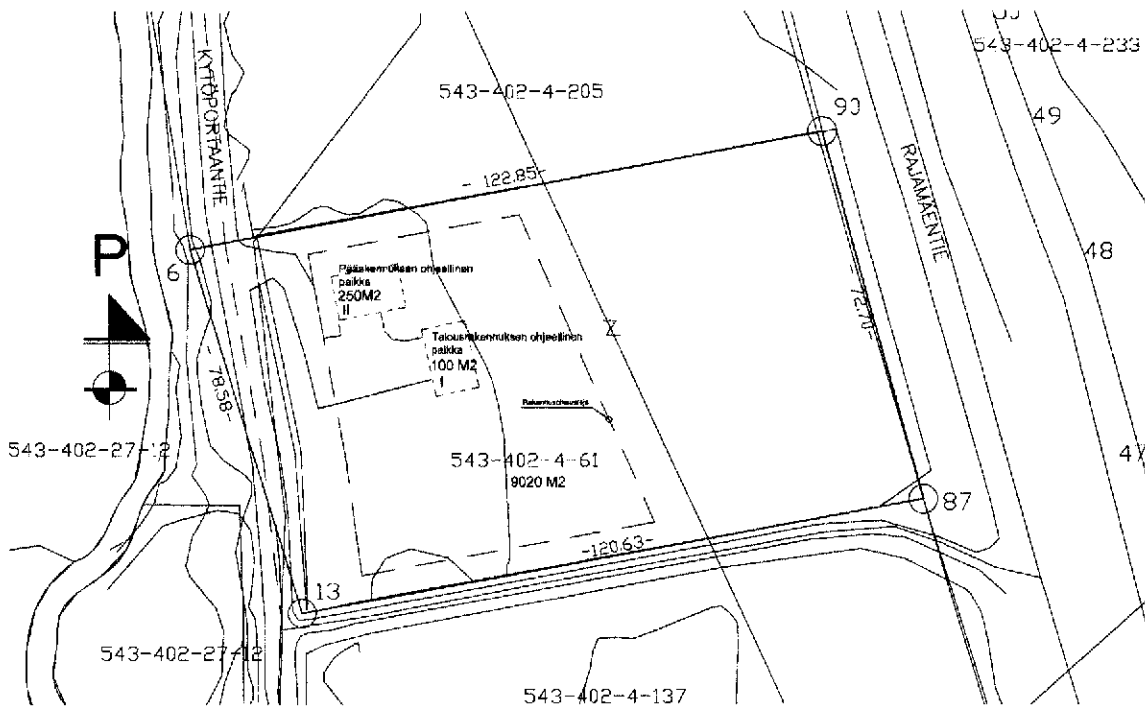 543-402-4-233
543-402-4-205
90
49
KYTÖPORTAANTIE
RAJAMÄENTIE
- 122.85-
P
6
48
Päärakennuksen ohjeellinen
paikka
250M2
II
-72.70-
Z
Talousrakennuksen ohjeellinen
paikka
100 M2
I
-78.58-
543-402-27-12
543-402-4-61
9020 M2
47
87
-120.63-
13
543-402-27-12
543-402-4-137